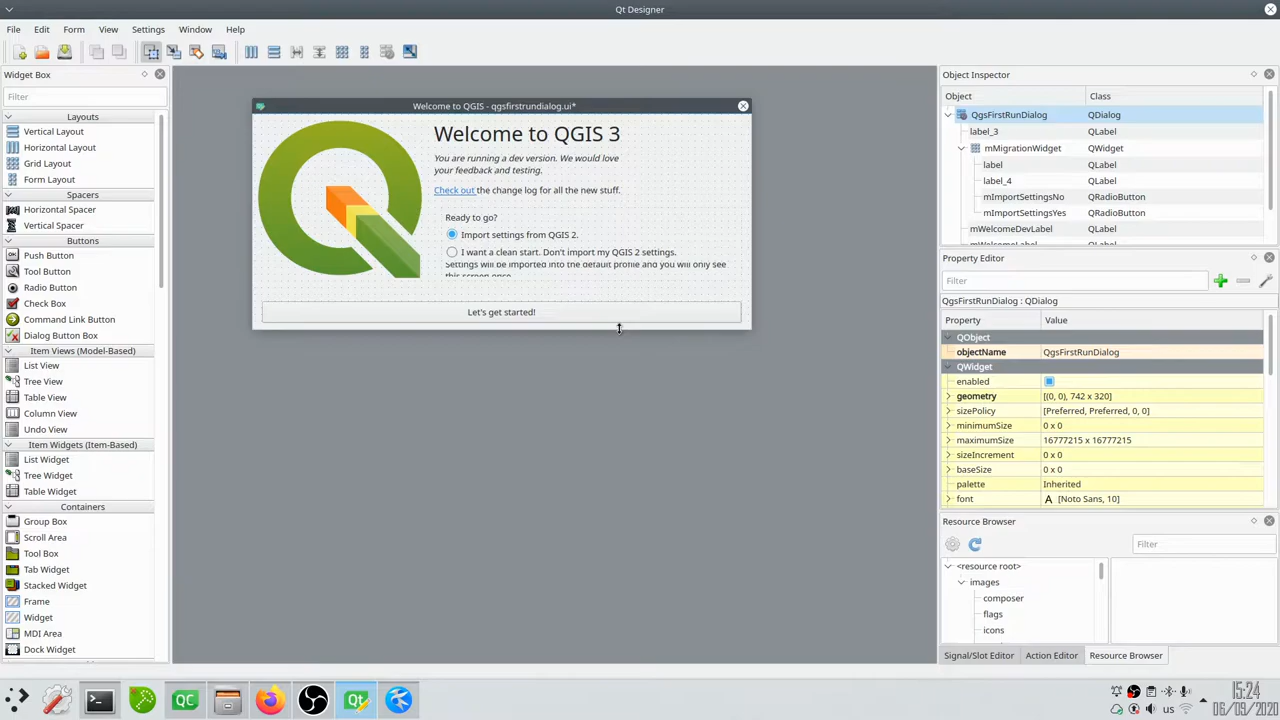 Qt Designer
File Edit Form View Settings Window Help
Widget Box
Filter
Layouts
Vertical Layout
Horizontal Layout
Grid Layout
Form Layout
Spacers
Horizontal Spacer
Vertical Spacer
Buttons
Push Button
Tool Button
Radio Button
Check Box
Command Link Button
Dialog Button Box
Item Views (Model-Based)
List View
Tree View
Table View
Column View
Undo View
Item Widgets (Item-Based)
List Widget
Tree Widget
Table Widget
Containers
Group Box
Scroll Area
Tool Box
Tab Widget
Stacked Widget
Frame
Widget
MDI Area
Dock Widget
Welcome to QGIS - qgsfirstrundialog.ui*
Welcome to QGIS 3
You are running a dev version. We would love
your feedback and testing.
Check out the change log for all the new stuff.
Ready to go?
Import settings from QGIS 2.
I want a clean start. Don't import my QGIS 2 settings.
Settings will be imported into the default profile and you will only see
this screen once.
Let's get started!
Object Inspector
Object Class
QgsFirstRunDialog QDialog
label_3 QLabel
mMigrationWidget QWidget
label QLabel
label_4 QLabel
mImportSettingsNo QRadioButton
mImportSettingsYes QRadioButton
mWelcomeDevLabel QLabel
mWelcomeLabel QLabel
Property Editor
Filter
QgsFirstRunDialog : QDialog
Property Value
QObject
objectName QgsFirstRunDialog
QWidget
enabled
geometry [(0, 0), 742 x 320]
sizePolicy [Preferred, Preferred, 0, 0]
minimumSize 0 x 0
maximumSize 16777215 x 16777215
sizeIncrement 0 x 0
baseSize 0 x 0
palette Inherited
font A [Noto Sans, 10]
Resource Browser
Filter
<resource root>
images
composer
flags
icons
Signal/Slot Editor Action Editor Resource Browser
QC
Qt
us
15:24
06/09/2020